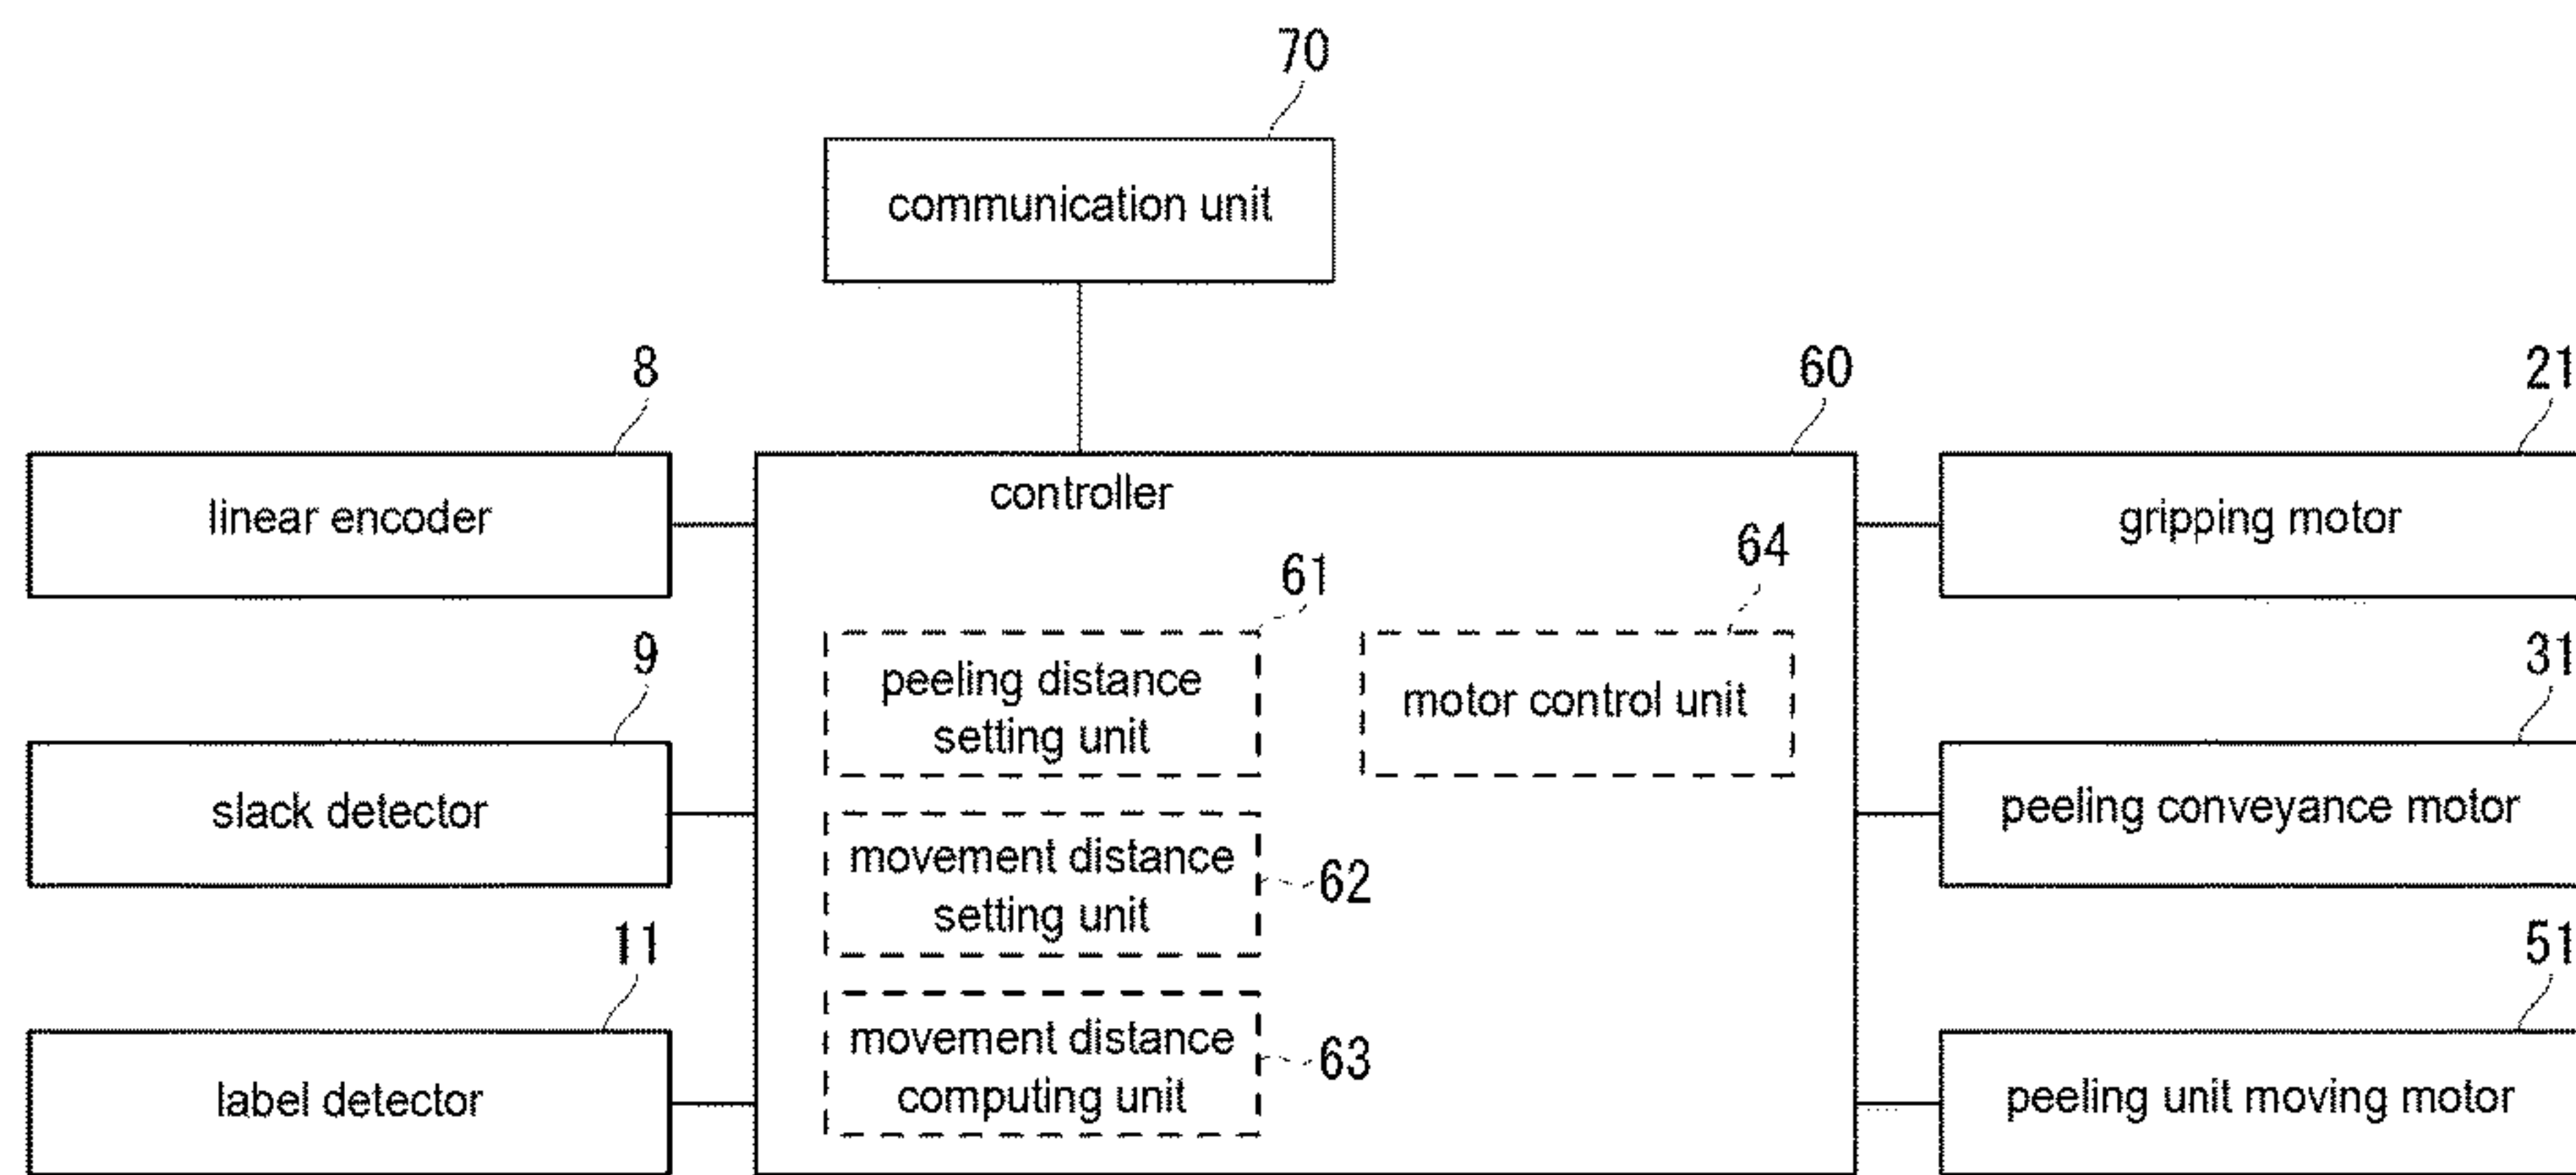 70
communication unit
8
60
21
linear encoder
controller
gripping motor
61
64
9
31
peeling distance
setting unit
motor control unit
slack detector
peeling conveyance motor
movement distance
setting unit
62
11
51
movement distance
computing unit
63
label detector
peeling unit moving motor